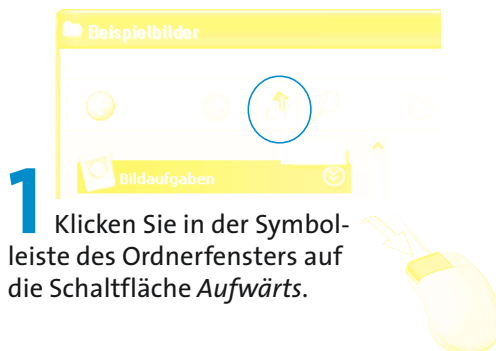 Beispielbilder
Bildaufgaben
1
Klicken Sie in der Symbol-
leiste des Ordnerfensters auf
die Schaltfläche Aufwärts.